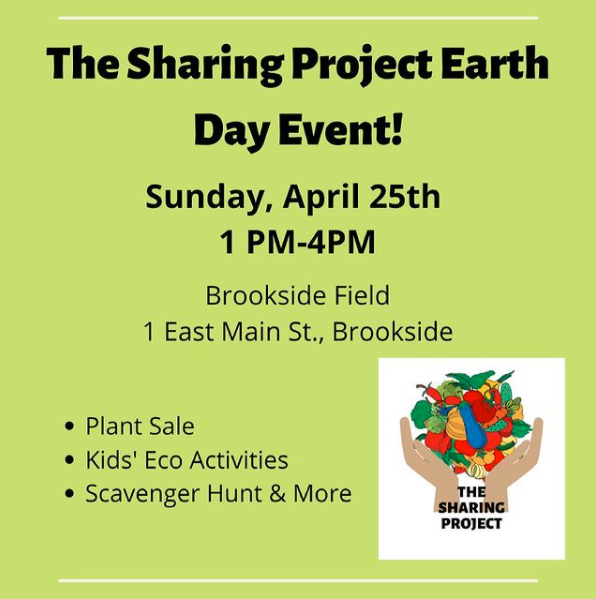 The Sharing Project Earth
Day Event!
Sunday, April 25th
1 PM-4PM
Brookside Field
1 East Main St., Brookside
• Plant Sale
• Kids' Eco Activities
• Scavenger Hunt & More
THE
SHARING
PROJECT